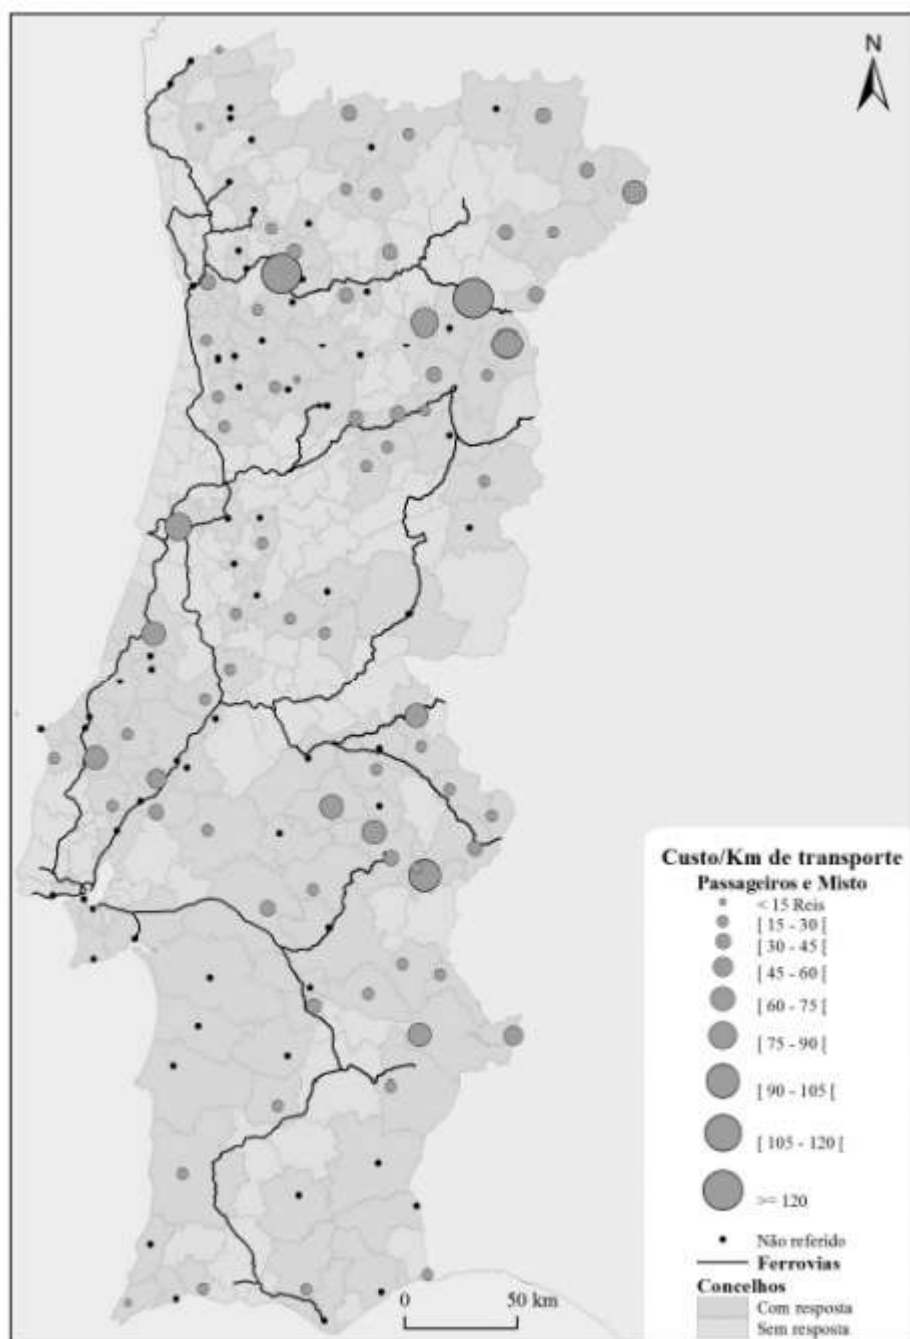 N
Custo/Km de transporte
Passageiros e Misto
< 15 Reis
[ 15 - 30 [
[ 30 - 45 [
[ 45 - 60 [
[ 60 - 75 [
[ 75 - 90 [
[ 90 - 105 [
[ 105 - 120 [
>= 120
Não referido
Ferrovias
Concelhos
Com resposta
Sem resposta
0 50 km